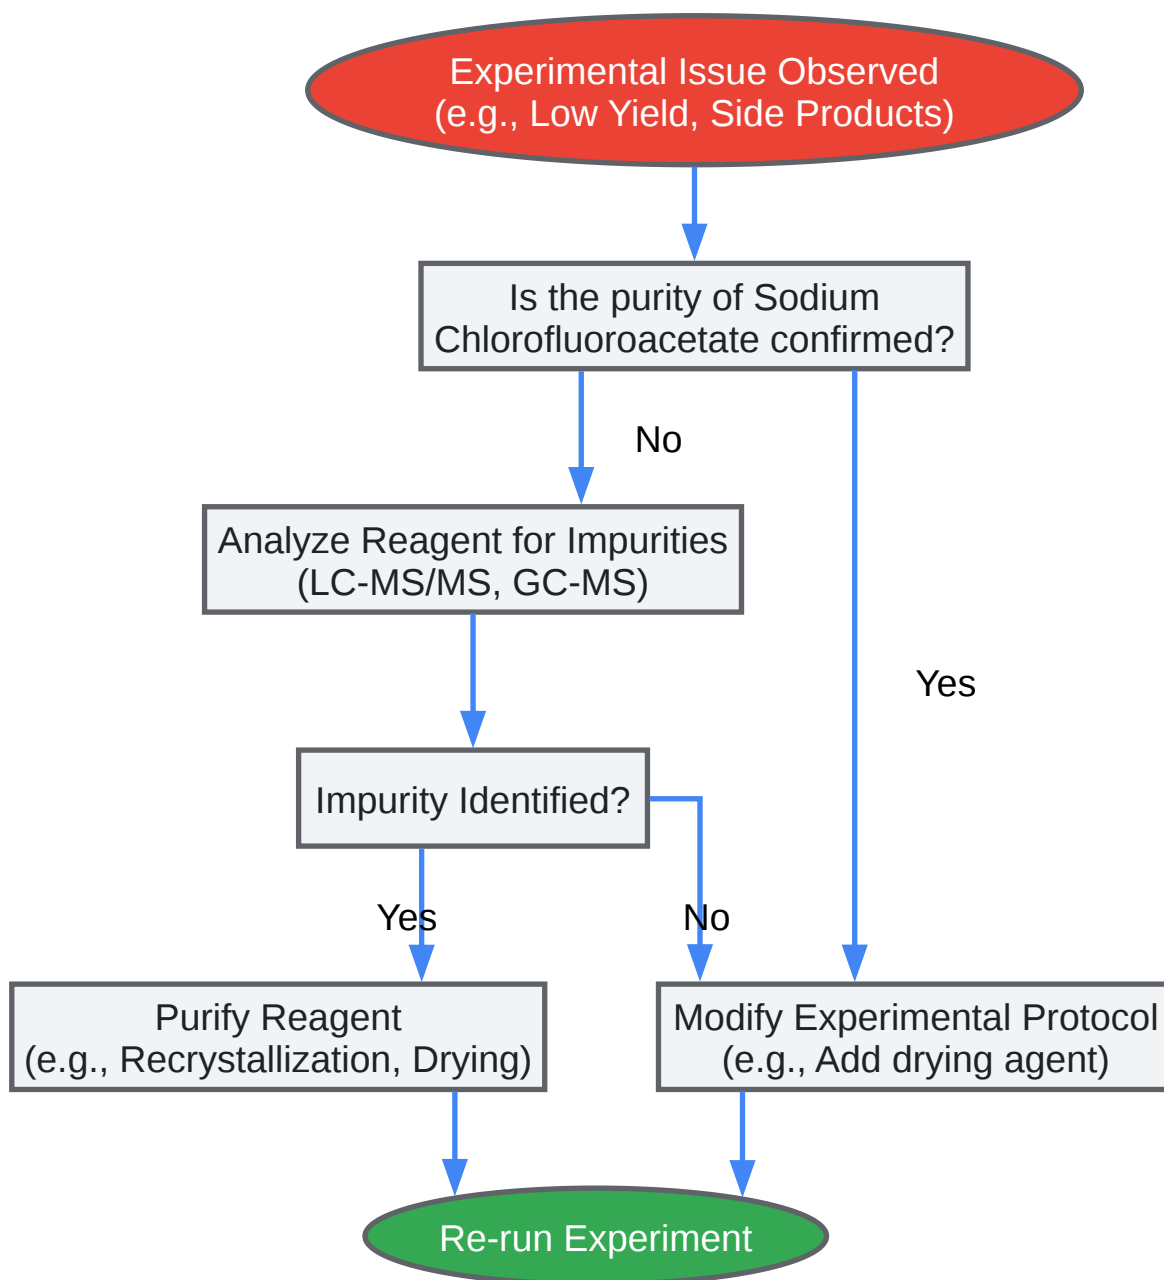 Experimental Issue Observed
(e.g., Low Yield, Side Products)
Is the purity of Sodium
Chlorofluoroacetate confirmed?
No
Analyze Reagent for Impurities
(LC-MS/MS, GC-MS)
Yes
Impurity Identified?
Yes
No
Purify Reagent
(e.g., Recrystallization, Drying)
Modify Experimental Protocol
(e.g., Add drying agent)
Re-run Experiment